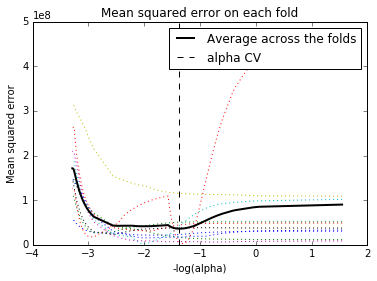 Mean squared error on each fold
1e8
5
4
3
2
1
0
Mean squared error
Average across the folds
alpha CV
−4 −3 −2 −1 0 1 2
-log(alpha)